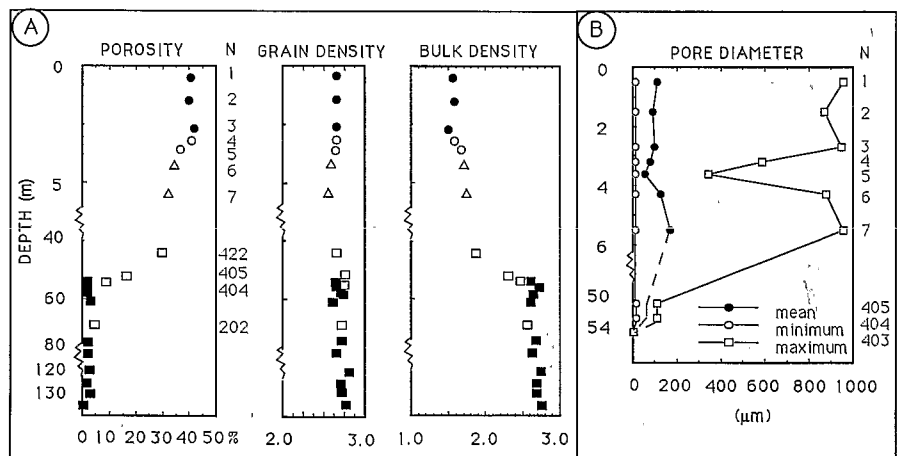 A
POROSITY N GRAIN DENSITY BULK DENSITY
DEPTH (m)
0
5
40
60
80
120
130
1
2
3
4
5
6
7
422
405
404
202
0 10 20 30 40 50 %
2.0 3.0
1.0 2.0 3.0
B
PORE DIAMETER N
0
2
4
6
50
54
1
2
3
4
5
6
7
405
404
403
mean
minimum
maximum
0 200 400 600 800 1000
(μm)